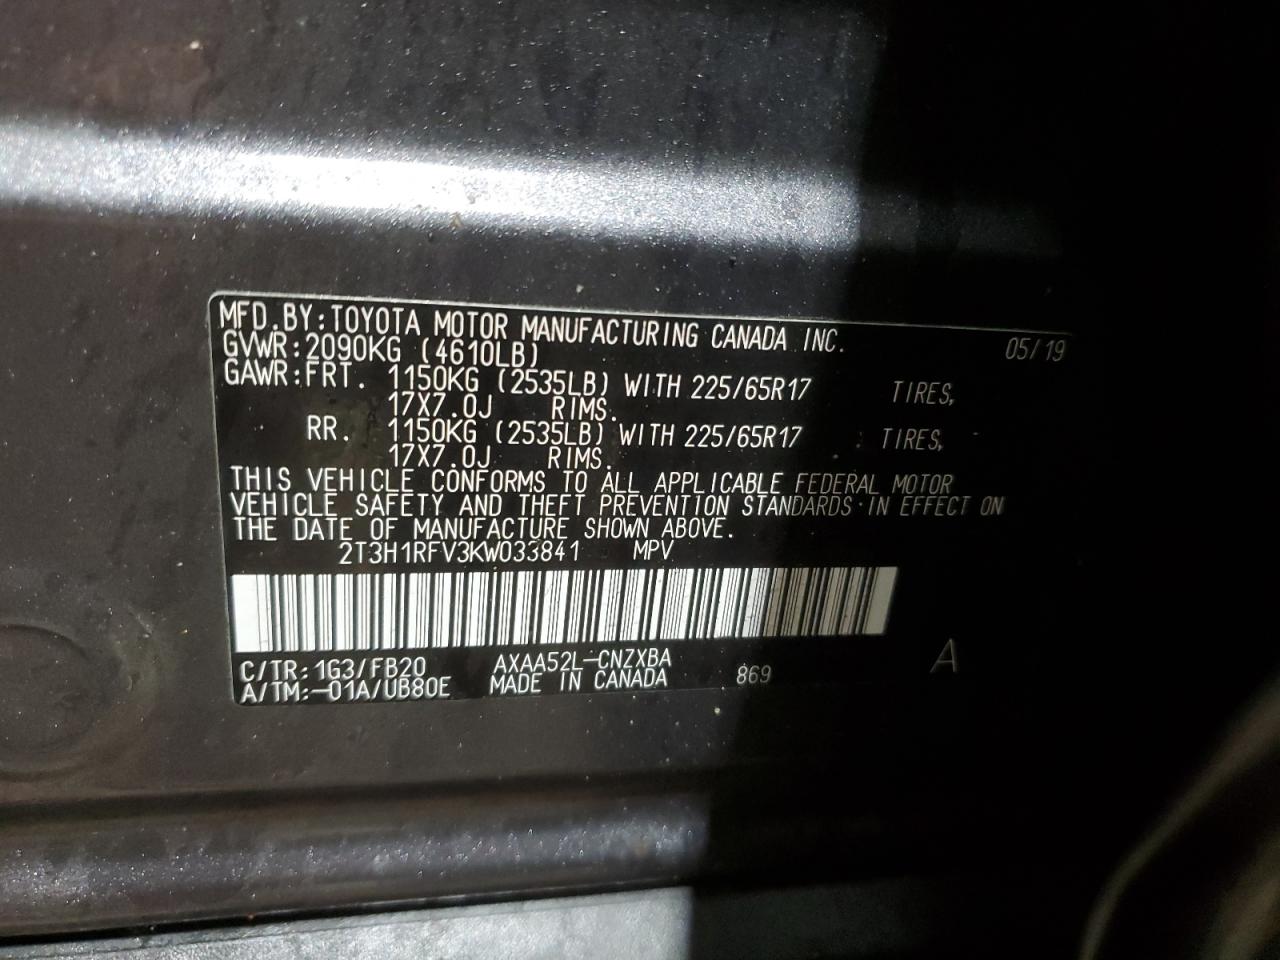 MFD.BY:TOYOTA MOTOR MANUFACTURING CANADA INC. 05/19
GVWR:2090KG (4610LB)
GAWR:FRT. 1150KG (2535LB) WITH 225/65R17 TIRES,
17X7.0J RIMS.
RR. 1150KG (2535LB) WITH 225/65R17 TIRES,
17X7.0J RIMS.
THIS VEHICLE CONFORMS TO ALL APPLICABLE FEDERAL MOTOR
VEHICLE SAFETY AND THEFT PREVENTION STANDARDS IN EFFECT ON
THE DATE OF MANUFACTURE SHOWN ABOVE.
2T3H1RFV3KW033841 MPV
C/TR:1G3/FB20 AXAA52L-CNZXBA 869 A
A/TM:-01A/UB80E MADE IN CANADA